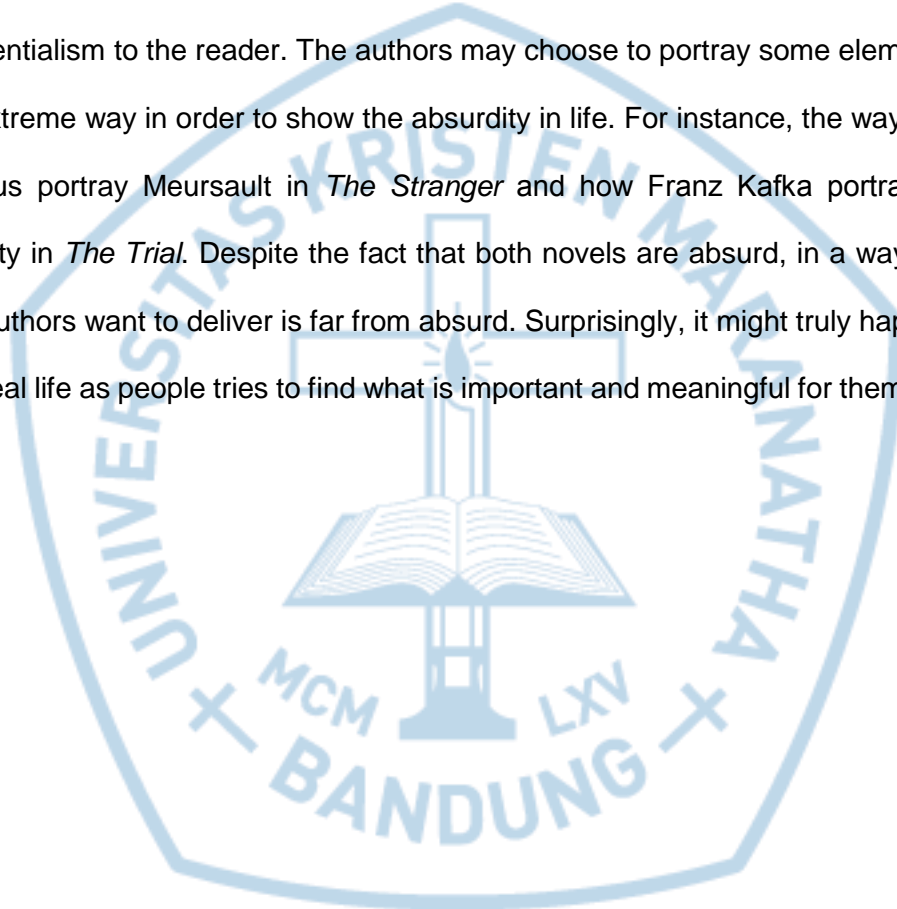 entialism to the reader. The authors may choose to portray some elem
xtreme way in order to show the absurdity in life. For instance, the way
us portray Meursault in The Stranger and how Franz Kafka portra
ty in The Trial. Despite the fact that both novels are absurd, in a way
uthors want to deliver is far from absurd. Surprisingly, it might truly hap
eal life as people tries to find what is important and meaningful for them
UNIVERSITAS KRISTEN MARANATHA
MCM LXV
BANDUNG